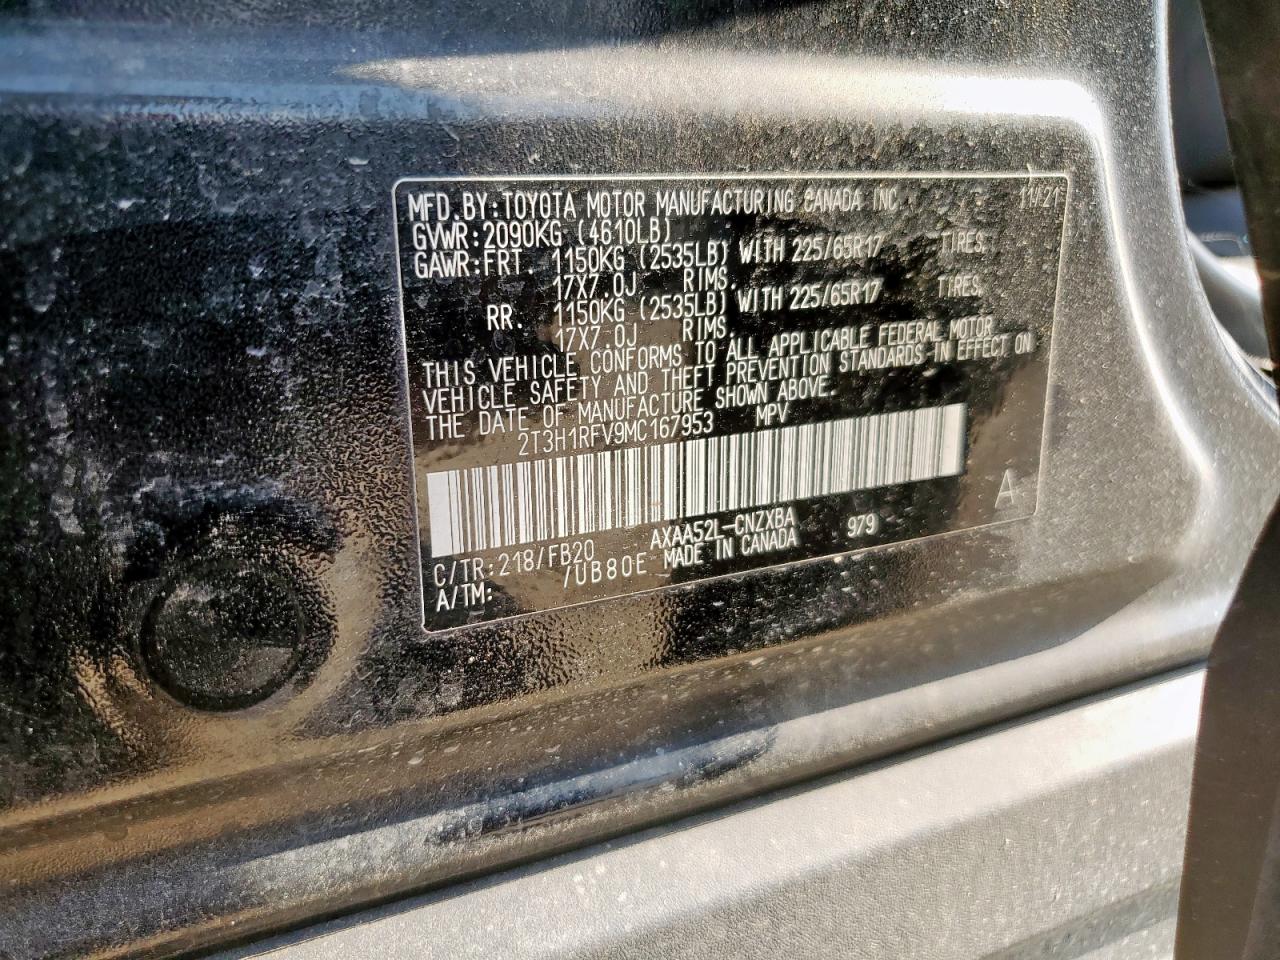 MFD.BY:TOYOTA MOTOR MANUFACTURING CANADA INC. 11/21
GVWR:2090KG (4610LB)
GAWR:FRT. 1150KG (2535LB) WITH 225/65R17 TIRES,
17X7.0J RIMS.
RR. 1150KG (2535LB) WITH 225/65R17 TIRES,
17X7.0J RIMS.
THIS VEHICLE CONFORMS TO ALL APPLICABLE FEDERAL MOTOR
VEHICLE SAFETY AND THEFT PREVENTION STANDARDS IN EFFECT ON
THE DATE OF MANUFACTURE SHOWN ABOVE.
2T3H1RFV9MC167953 MPV
A
C/TR:218/FB20 AXAA52L-CNZXBA 979
A/TM: /UB80E MADE IN CANADA